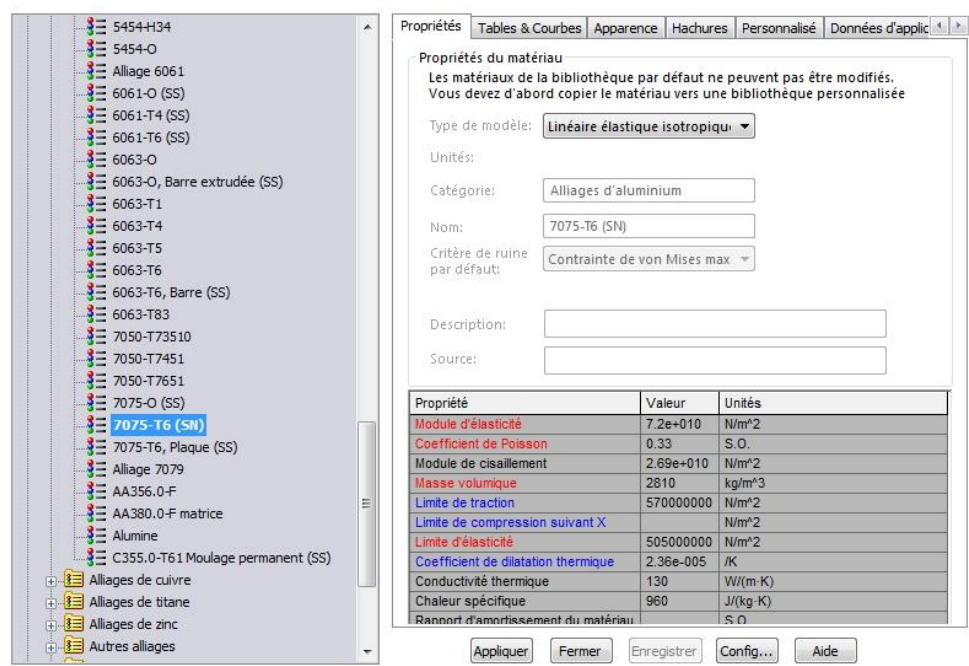 5454-H34
5454-O
Alliage 6061
6061-O (SS)
6061-T4 (SS)
6061-T6 (SS)
6063-O
6063-O, Barre extrudée (SS)
6063-T1
6063-T4
6063-T5
6063-T6
6063-T6, Barre (SS)
6063-T83
7050-T73510
7050-T7451
7050-T7651
7075-O (SS)
7075-T6 (SN)
7075-T6, Plaque (SS)
Alliage 7079
AA356.0-F
AA380.0-F matrice
Alumine
C355.0-T61 Moulage permanent (SS)
Alliages de cuivre
Alliages de titane
Alliages de zinc
Autres alliages
Propriétés Tables & Courbes Apparence Hachures Personnalisé Données d'applic
Propriétés du matériau
Les matériaux de la bibliothèque par défaut ne peuvent pas être modifiés.
Vous devez d'abord copier le matériau vers une bibliothèque personnalisée
Type de modèle: Linéaire élastique isotropiqu
Unités:
Catégorie: Alliages d'aluminium
Nom: 7075-T6 (SN)
Critère de ruine
par défaut: Contrainte de von Mises max
Description:
Source:
Propriété Valeur Unités
Module d'élasticité 7.2e+010 N/m^2
Coefficient de Poisson 0.33 S.O.
Module de cisaillement 2.69e+010 N/m^2
Masse volumique 2810 kg/m^3
Limite de traction 570000000 N/m^2
Limite de compression suivant X N/m^2
Limite d'élasticité 505000000 N/m^2
Coefficient de dilatation thermique 2.36e-005 /K
Conductivité thermique 130 W/(m·K)
Chaleur spécifique 960 J/(kg·K)
Rapport d'amortissement du matériau S.O.
Appliquer Fermer Enregistrer Config... Aide